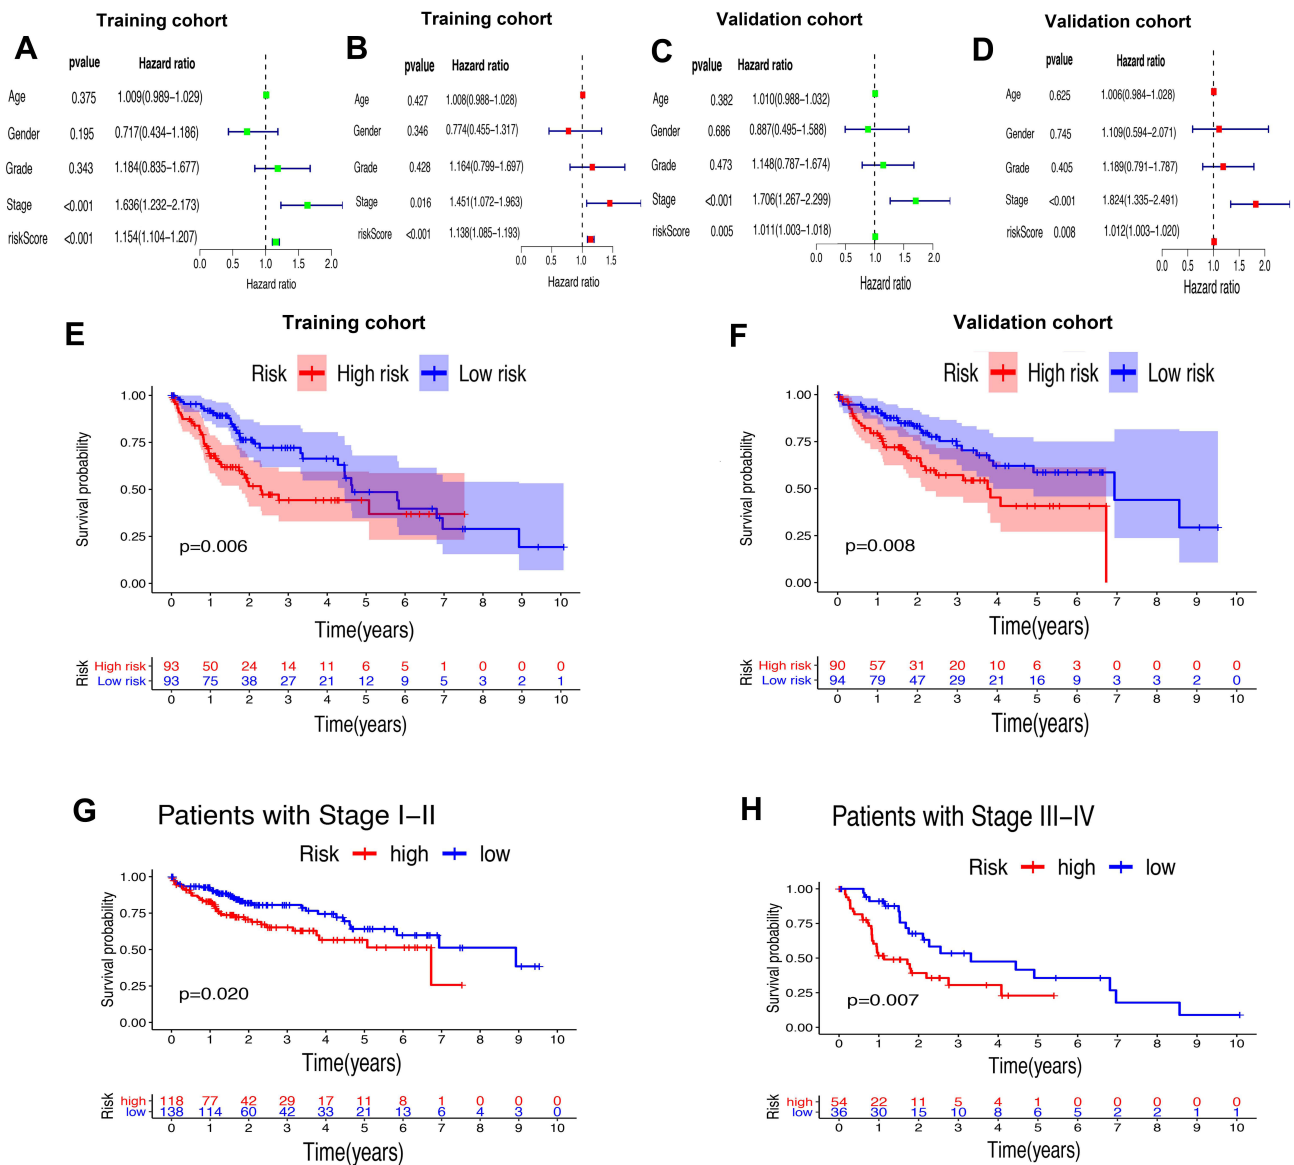 Training cohort
A
pvalue Hazard ratio
Age 0.375 1.009(0.989−1.029)
Gender 0.195 0.717(0.434−1.186)
Grade 0.343 1.184(0.835−1.677)
Stage <0.001 1.636(1.232−2.173)
riskScore <0.001 1.154(1.104−1.207)
0.0 0.5 1.0 1.5 2.0
Hazard ratio
Training cohort
B
pvalue Hazard ratio
Age 0.427 1.008(0.988−1.028)
Gender 0.346 0.774(0.455−1.317)
Grade 0.428 1.164(0.799−1.697)
Stage 0.016 1.451(1.072−1.963)
riskScore <0.001 1.138(1.085−1.193)
0.0 0.5 1.0 1.5
Hazard ratio
Validation cohort
C
pvalue Hazard ratio
Age 0.382 1.010(0.988−1.032)
Gender 0.686 0.887(0.495−1.588)
Grade 0.473 1.148(0.787−1.674)
Stage <0.001 1.706(1.267−2.299)
riskScore 0.005 1.011(1.003−1.018)
0.0 0.5 1.0 1.5 2.0
Hazard ratio
Validation cohort
D
pvalue Hazard ratio
Age 0.625 1.006(0.984−1.028)
Gender 0.745 1.109(0.594−2.071)
Grade 0.405 1.189(0.791−1.787)
Stage <0.001 1.824(1.335−2.491)
riskScore 0.008 1.012(1.003−1.020)
0.0 0.5 1.0 1.5 2.0
Hazard ratio
E
Training cohort
Risk High risk Low risk
Survival probability
1.00
0.75
0.50
0.25
0.00
p=0.006
0 1 2 3 4 5 6 7 8 9 10
Time(years)
Risk
High risk 93 50 24 14 11 6 5 1 0 0 0
Low risk 93 75 38 27 21 12 9 5 3 2 1
0 1 2 3 4 5 6 7 8 9 10
Time(years)
F
Validation cohort
Risk High risk Low risk
Survival probability
1.00
0.75
0.50
0.25
0.00
p=0.008
0 1 2 3 4 5 6 7 8 9 10
Time(years)
Risk
High risk 90 57 31 20 10 6 3 0 0 0 0
Low risk 94 79 47 29 21 16 9 3 3 2 0
0 1 2 3 4 5 6 7 8 9 10
Time(years)
G
Patients with Stage I−II
Risk high low
Survival probability
1.00
0.75
0.50
0.25
0.00
p=0.020
0 1 2 3 4 5 6 7 8 9 10
Time(years)
Risk
high 118 77 42 29 17 11 8 1 0 0 0
low 138 114 60 42 33 21 13 6 4 3 0
0 1 2 3 4 5 6 7 8 9 10
Time(years)
H
Patients with Stage III−IV
Risk high low
Survival probability
1.00
0.75
0.50
0.25
0.00
p=0.007
0 1 2 3 4 5 6 7 8 9 10
Time(years)
Risk
high 54 22 11 5 4 1 0 0 0 0 0
low 36 30 15 10 8 6 5 2 2 1 1
0 1 2 3 4 5 6 7 8 9 10
Time(years)